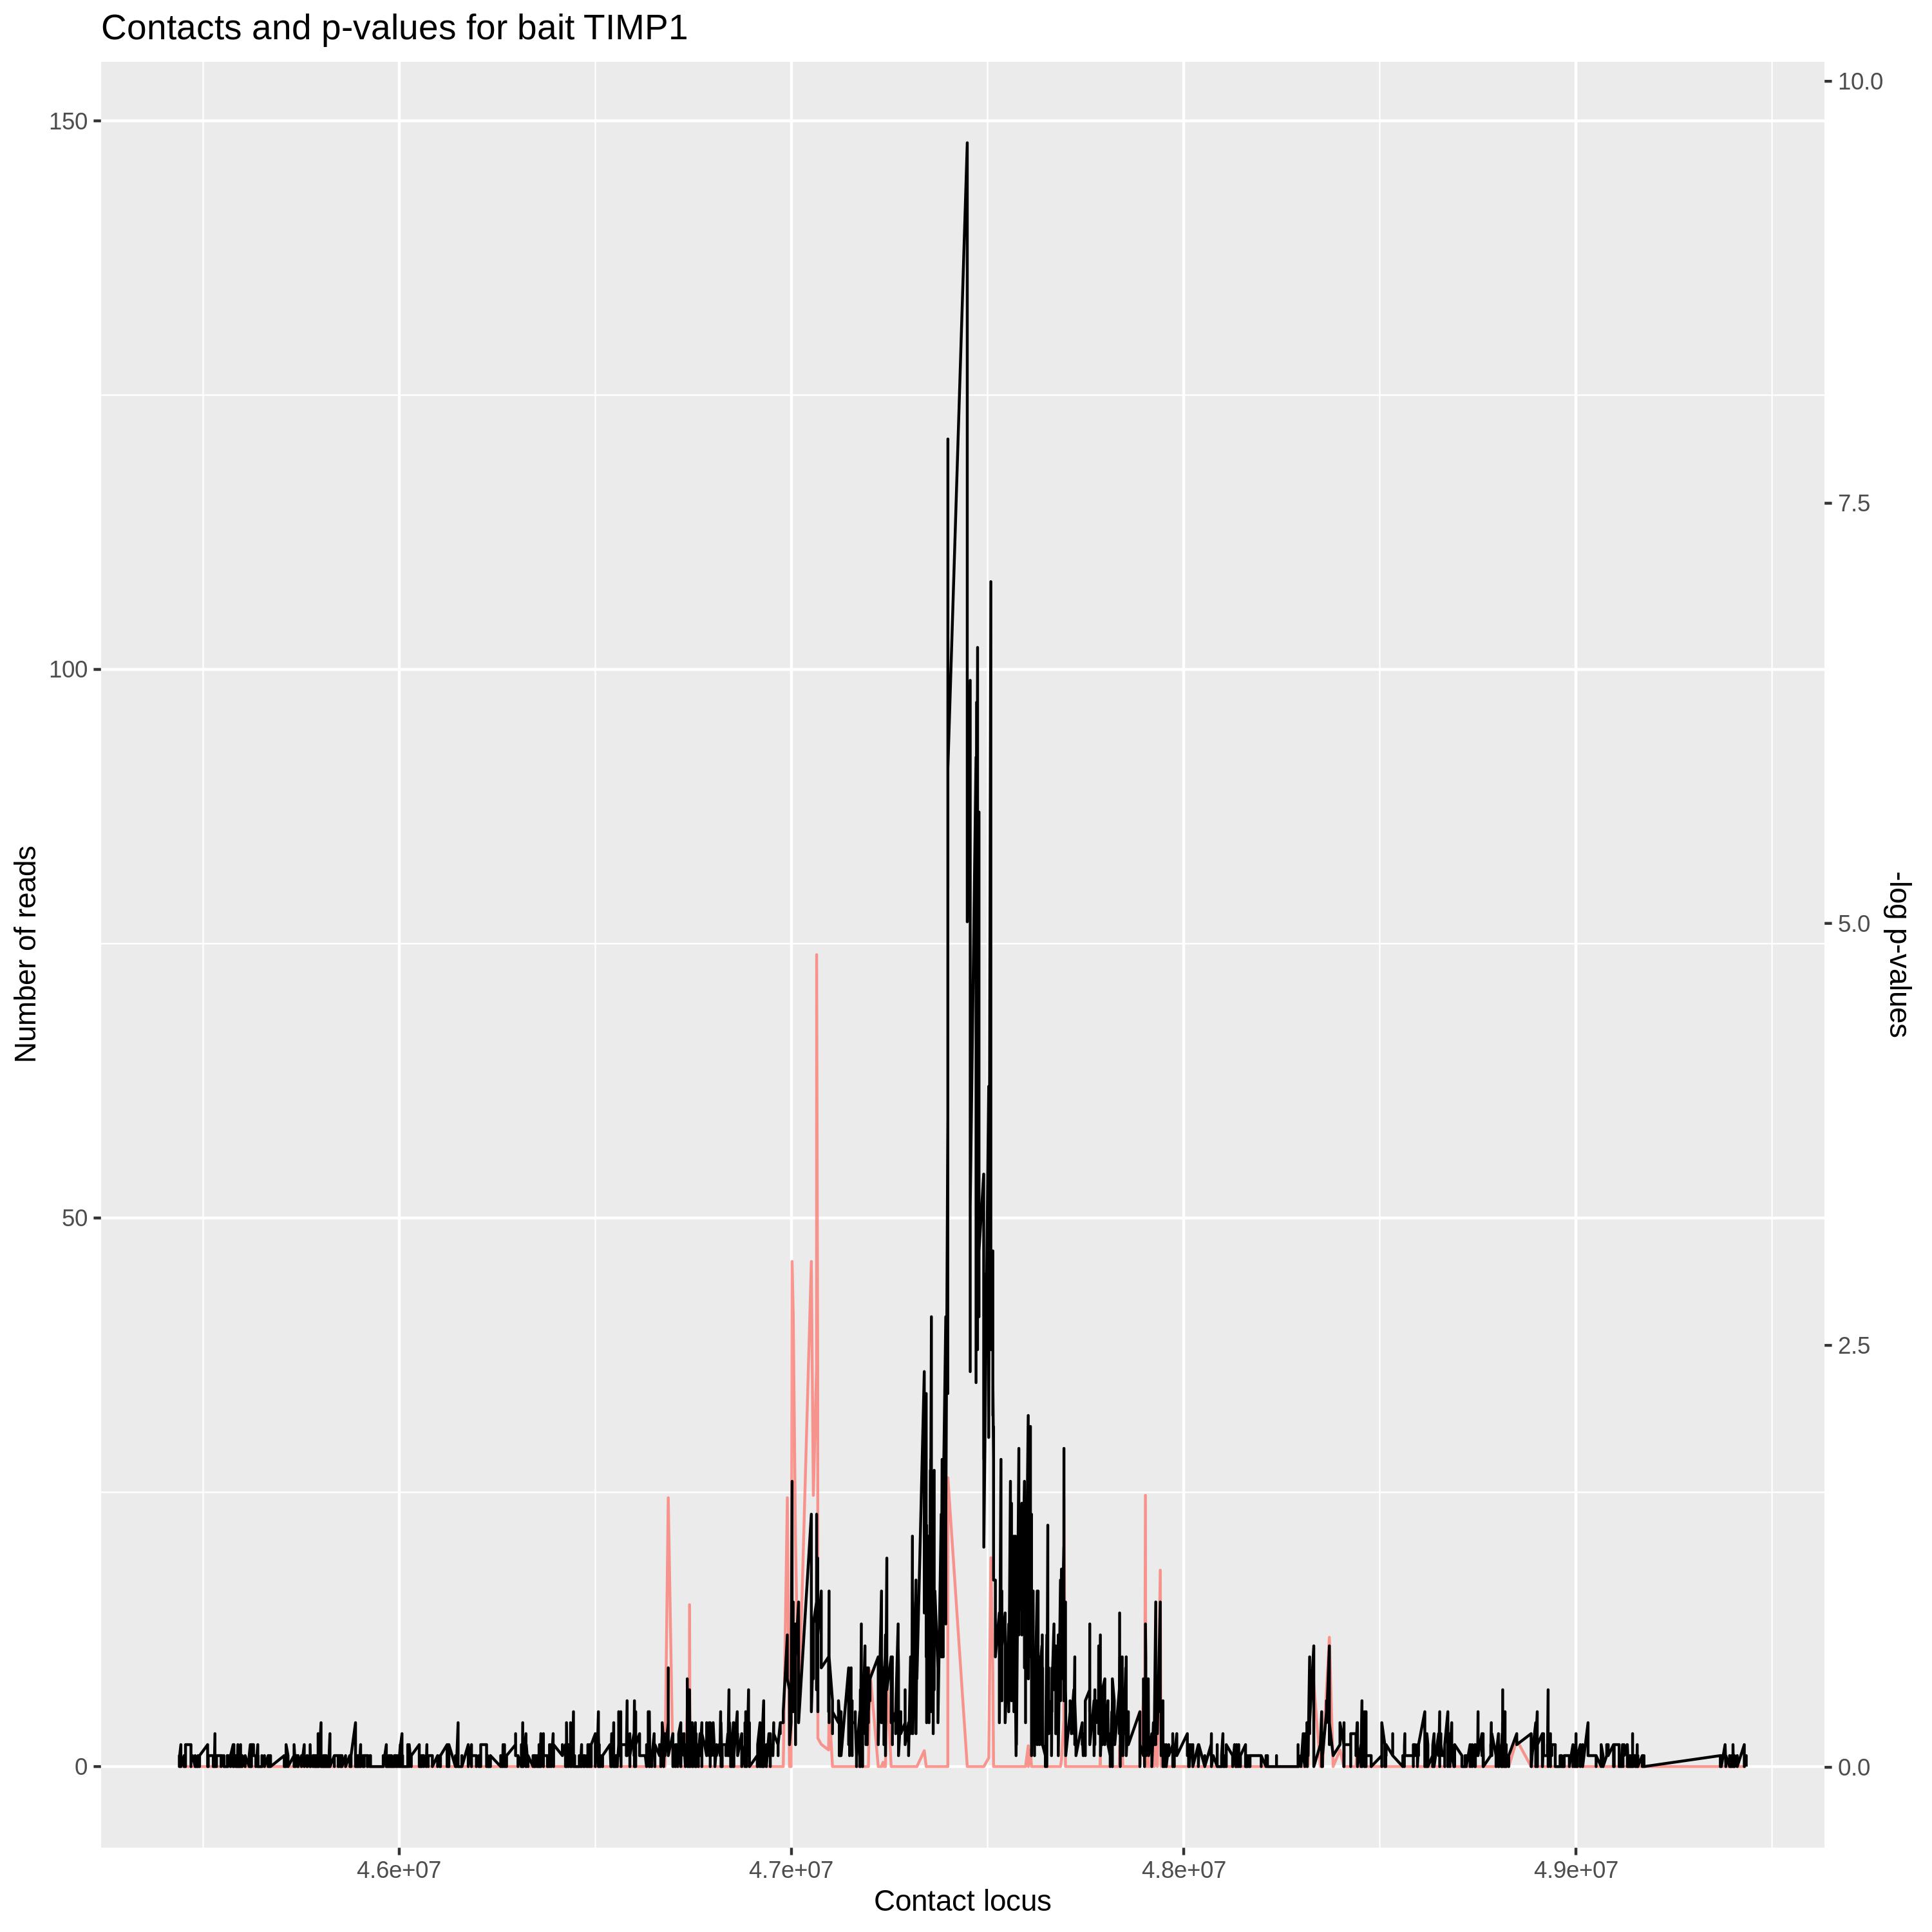 Contacts and p-values for bait TIMP1
150
100
50
0
Number of reads
10.0
7.5
5.0
2.5
0.0
-log p-values
4.6e+07
4.7e+07
4.8e+07
4.9e+07
Contact locus